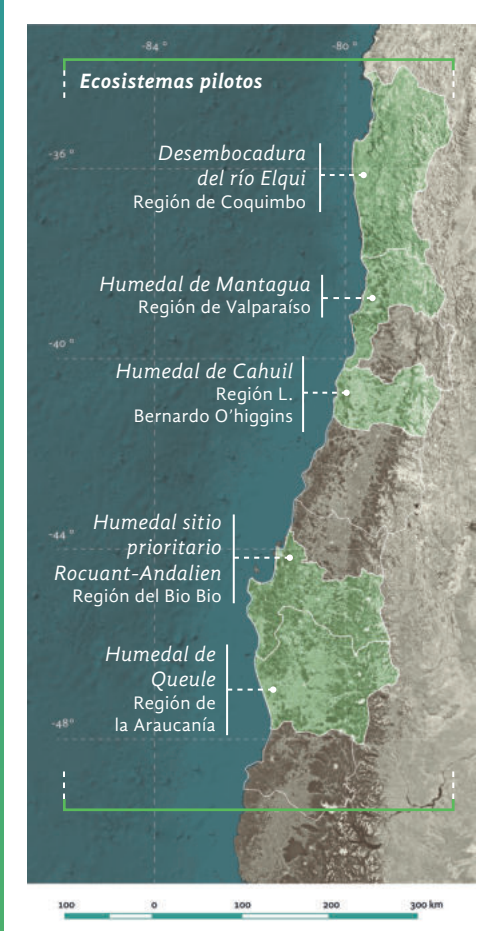 -84 °
-80 °
Ecosistemas pilotos
-36 °
Desembocadura
del río Elqui
Región de Coquimbo
Humedal de Mantagua
Región de Valparaíso
-40 °
Humedal de Cahuil
Región L.
Bernardo O’higgins
-44 °
Humedal sitio
prioritario
Rocuant-Andalien
Región del Bio Bio
Humedal de
Queule
Región de
la Araucanía
-48°
100 0 100 200 300 km